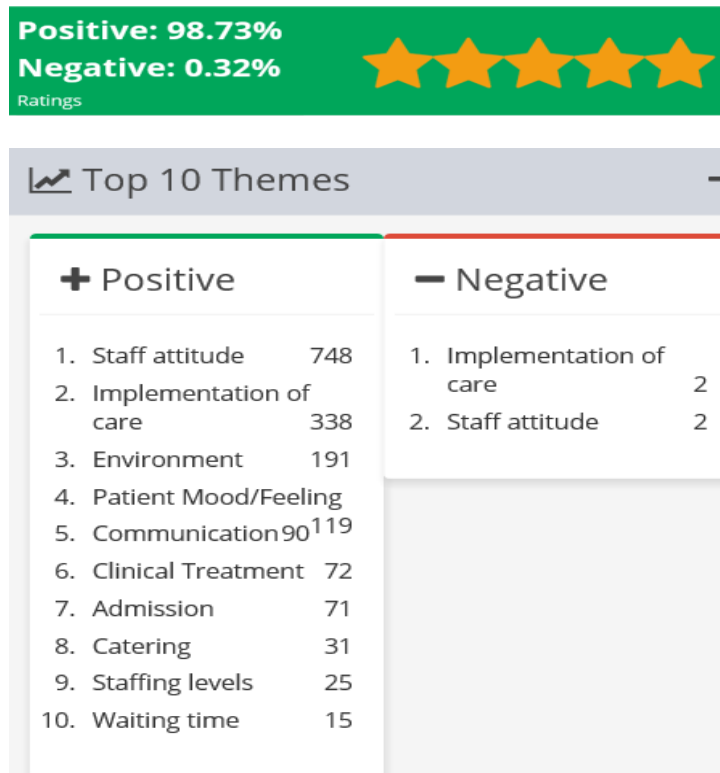 Positive: 98.73%
Negative: 0.32%
Ratings
Top 10 Themes
Positive
1. Staff attitude 748
2. Implementation of
care 338
3. Environment 191
4. Patient Mood/Feeling
119
5. Communication 90
6. Clinical Treatment 72
7. Admission 71
8. Catering 31
9. Staffing levels 25
10. Waiting time 15
Negative
1. Implementation of
care 2
2. Staff attitude 2